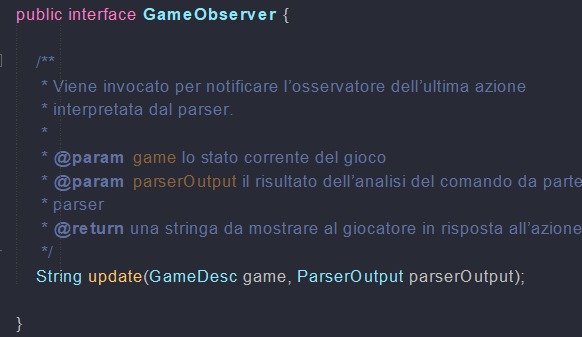 public interface GameObserver {
/**
* Viene invocato per notificare l’osservatore dell’ultima azione
* interpretata dal parser.
*
* @param game lo stato corrente del gioco
* @param parserOutput il risultato dell’analisi del comando da parte
* parser
* @return una stringa da mostrare al giocatore in risposta all’azione
*/
String update(GameDesc game, ParserOutput parserOutput);
}